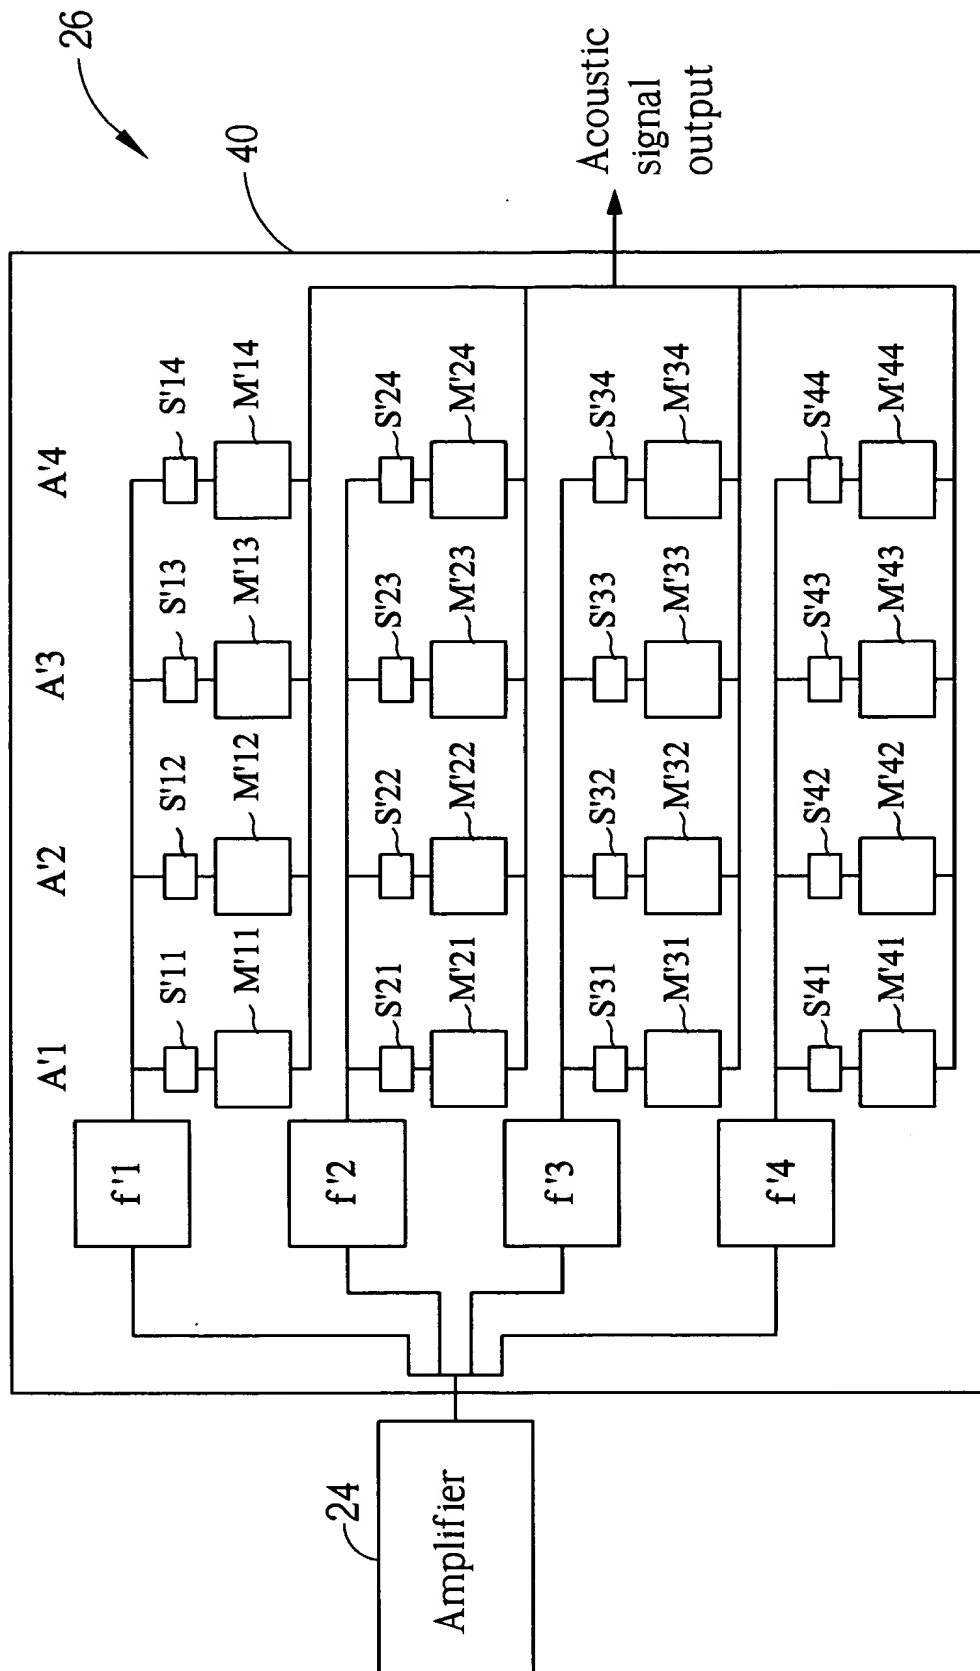 26
40
A'1 A'2 A'3 A'4
S'11 S'12 S'13 S'14
M'11 M'12 M'13 M'14
f'1
S'21 S'22 S'23 S'24
M'21 M'22 M'23 M'24
f'2
S'31 S'32 S'33 S'34
M'31 M'32 M'33 M'34
f'3
S'41 S'42 S'43 S'44
M'41 M'42 M'43 M'44
f'4
24
Amplifier
Acoustic
signal
output